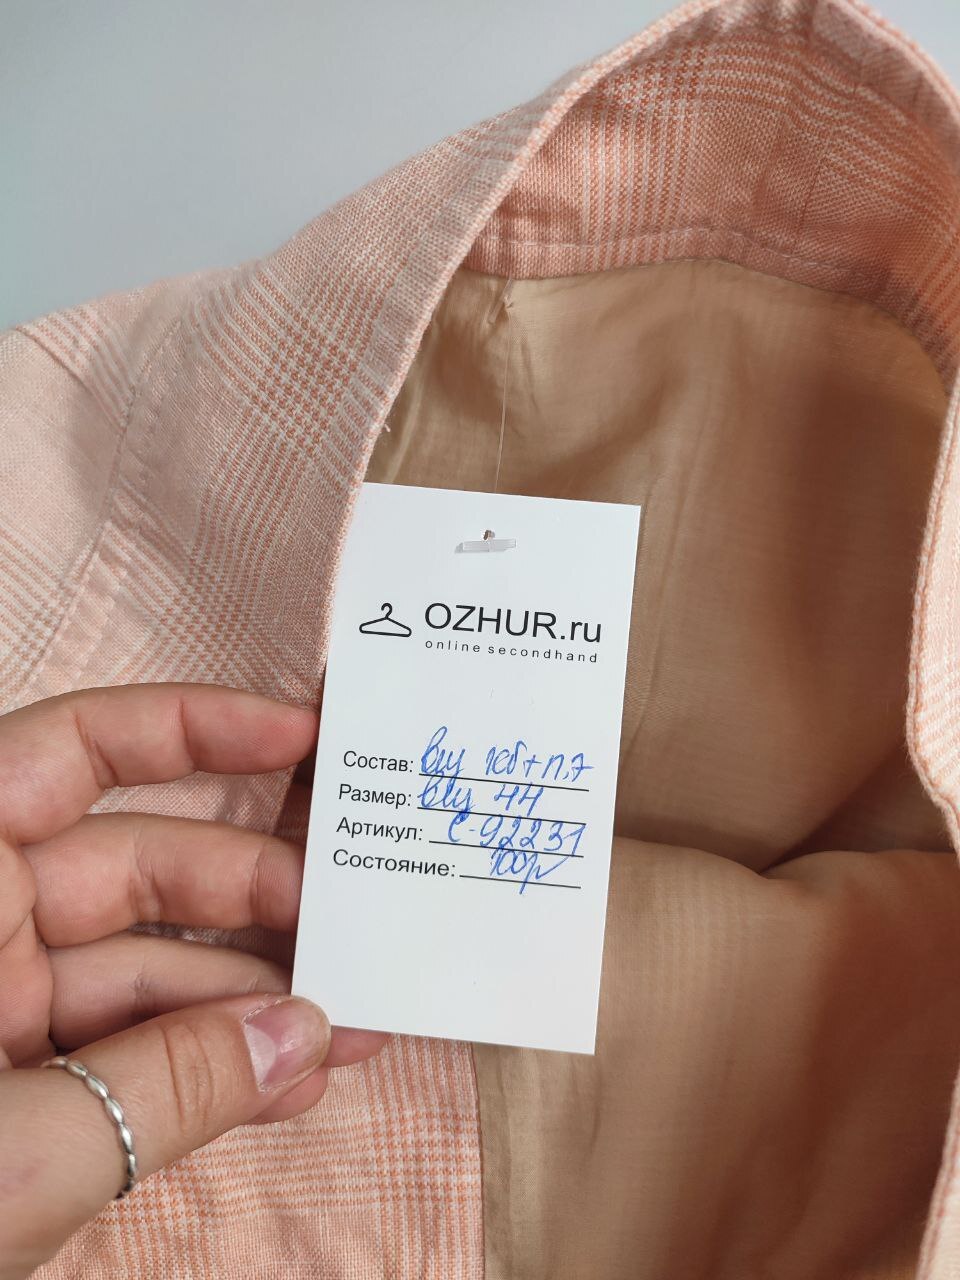 OZHUR.ru
online secondhand
Состав:
Размер: 44
Артикул: С-92231
Состояние: